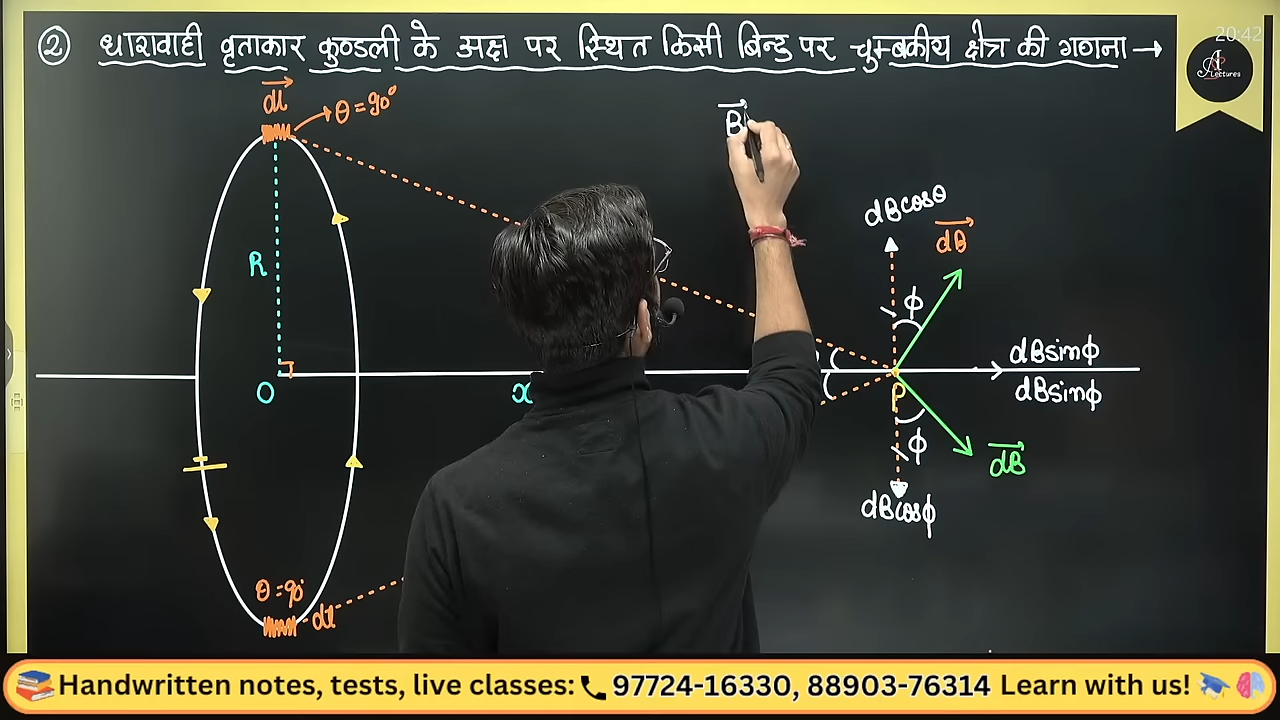 ② धारावाही वृताकार कुण्डली के अक्ष पर स्थित किसी बिन्दु पर चुम्बकीय क्षेत्र की गणना →
20:42
Lectures
dl
θ = 90°
B
dBcosθ
dB
R
ϕ
dBsinϕ
O
x
P
dBsinϕ
ϕ
dB
dBcosϕ
θ = 90°
dl
Handwritten notes, tests, live classes: 97724-16330, 88903-76314 Learn with us!